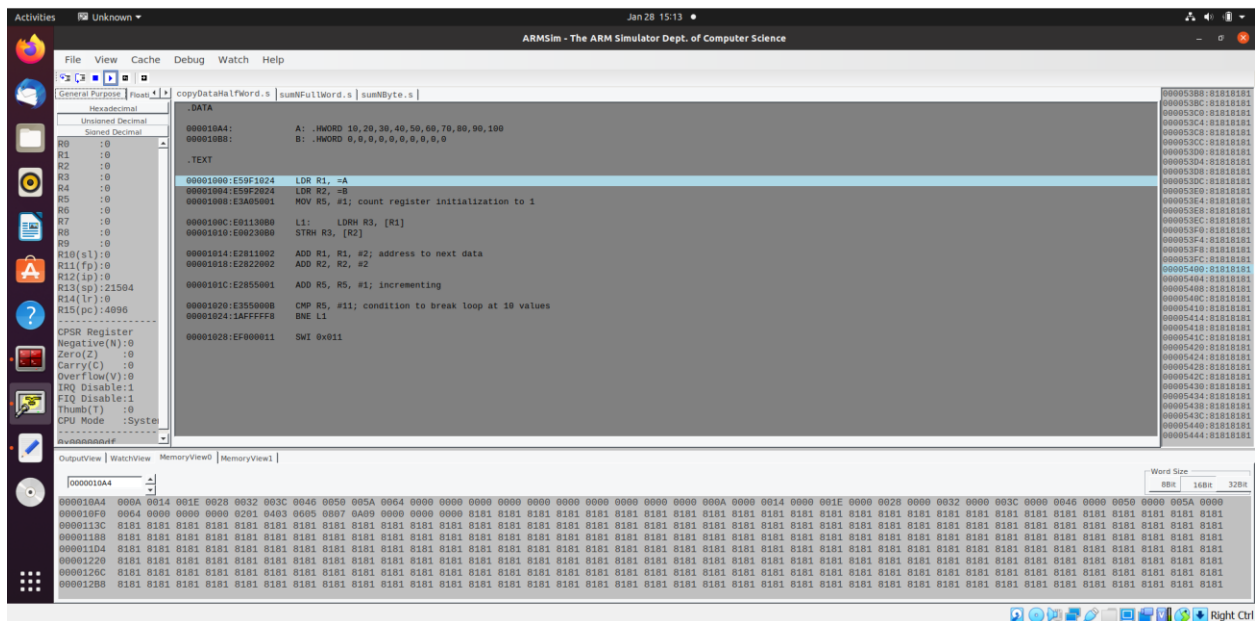 Activities Unknown Jan 28 15:13
ARMSim - The ARM Simulator Dept. of Computer Science
File View Cache Debug Watch Help
General Purpose Floati
Hexadecimal
Unsigned Decimal
Signed Decimal
R0 :0
R1 :0
R2 :0
R3 :0
R4 :0
R5 :0
R6 :0
R7 :0
R8 :0
R9 :0
R10(sl):0
R11(fp):0
R12(ip):0
R13(sp):21504
R14(lr):0
R15(pc):4096
CPSR Register
Negative(N):0
Zero(Z) :0
Carry(C) :0
Overflow(V):0
IRQ Disable:1
FIQ Disable:1
Thumb(T) :0
CPU Mode :Syste
0x000000df
copyDataHalfWord.s sumNFullWord.s sumNByte.s
.DATA
000010A4: A: .HWORD 10,20,30,40,50,60,70,80,90,100
000010B8: B: .HWORD 0,0,0,0,0,0,0,0,0,0
.TEXT
00001000:E59F1024 LDR R1, =A
00001004:E59F2024 LDR R2, =B
00001008:E3A05001 MOV R5, #1; count register initialization to 1
0000100C:E01130B0 L1: LDRH R3, [R1]
00001010:E00230B0 STRH R3, [R2]
00001014:E2811002 ADD R1, R1, #2; address to next data
00001018:E2822002 ADD R2, R2, #2
0000101C:E2855001 ADD R5, R5, #1; incrementing
00001020:E355000B CMP R5, #11; condition to break loop at 10 values
00001024:1AFFFFF8 BNE L1
00001028:EF000011 SWI 0x011
000053B8:81818181
000053BC:81818181
000053C0:81818181
000053C4:81818181
000053C8:81818181
000053CC:81818181
000053D0:81818181
000053D4:81818181
000053D8:81818181
000053DC:81818181
000053E0:81818181
000053E4:81818181
000053E8:81818181
000053EC:81818181
000053F0:81818181
000053F4:81818181
000053F8:81818181
000053FC:81818181
00005400:81818181
00005404:81818181
00005408:81818181
0000540C:81818181
00005410:81818181
00005414:81818181
00005418:81818181
0000541C:81818181
00005420:81818181
00005424:81818181
00005428:81818181
0000542C:81818181
00005430:81818181
00005434:81818181
00005438:81818181
0000543C:81818181
00005440:81818181
00005444:81818181
OutputView WatchView MemoryView0 MemoryView1
000010A4
Word Size
8Bit 16Bit 32Bit
000010A4 000A 0014 001E 0028 0032 003C 0046 0050 005A 0064 0000 0000 0000 0000 0000 0000 0000 0000 0000 0000 000A 0000 0014 0000 001E 0000 0028 0000 0032 0000 003C 0000 0046 0000 0050 0000 005A 0000
000010F0 0064 0000 0000 0000 0201 0403 0605 0807 0A09 0000 0000 0000 8181 8181 8181 8181 8181 8181 8181 8181 8181 8181 8181 8181 8181 8181 8181 8181 8181 8181 8181 8181 8181 8181 8181 8181 8181 8181
0000113C 8181 8181 8181 8181 8181 8181 8181 8181 8181 8181 8181 8181 8181 8181 8181 8181 8181 8181 8181 8181 8181 8181 8181 8181 8181 8181 8181 8181 8181 8181 8181 8181 8181 8181 8181 8181 8181 8181
00001188 8181 8181 8181 8181 8181 8181 8181 8181 8181 8181 8181 8181 8181 8181 8181 8181 8181 8181 8181 8181 8181 8181 8181 8181 8181 8181 8181 8181 8181 8181 8181 8181 8181 8181 8181 8181 8181 8181
000011D4 8181 8181 8181 8181 8181 8181 8181 8181 8181 8181 8181 8181 8181 8181 8181 8181 8181 8181 8181 8181 8181 8181 8181 8181 8181 8181 8181 8181 8181 8181 8181 8181 8181 8181 8181 8181 8181 8181
00001220 8181 8181 8181 8181 8181 8181 8181 8181 8181 8181 8181 8181 8181 8181 8181 8181 8181 8181 8181 8181 8181 8181 8181 8181 8181 8181 8181 8181 8181 8181 8181 8181 8181 8181 8181 8181 8181 8181
0000126C 8181 8181 8181 8181 8181 8181 8181 8181 8181 8181 8181 8181 8181 8181 8181 8181 8181 8181 8181 8181 8181 8181 8181 8181 8181 8181 8181 8181 8181 8181 8181 8181 8181 8181 8181 8181 8181 8181
000012B8 8181 8181 8181 8181 8181 8181 8181 8181 8181 8181 8181 8181 8181 8181 8181 8181 8181 8181 8181 8181 8181 8181 8181 8181 8181 8181 8181 8181 8181 8181 8181 8181 8181 8181 8181 8181 8181 8181
Right Ctrl